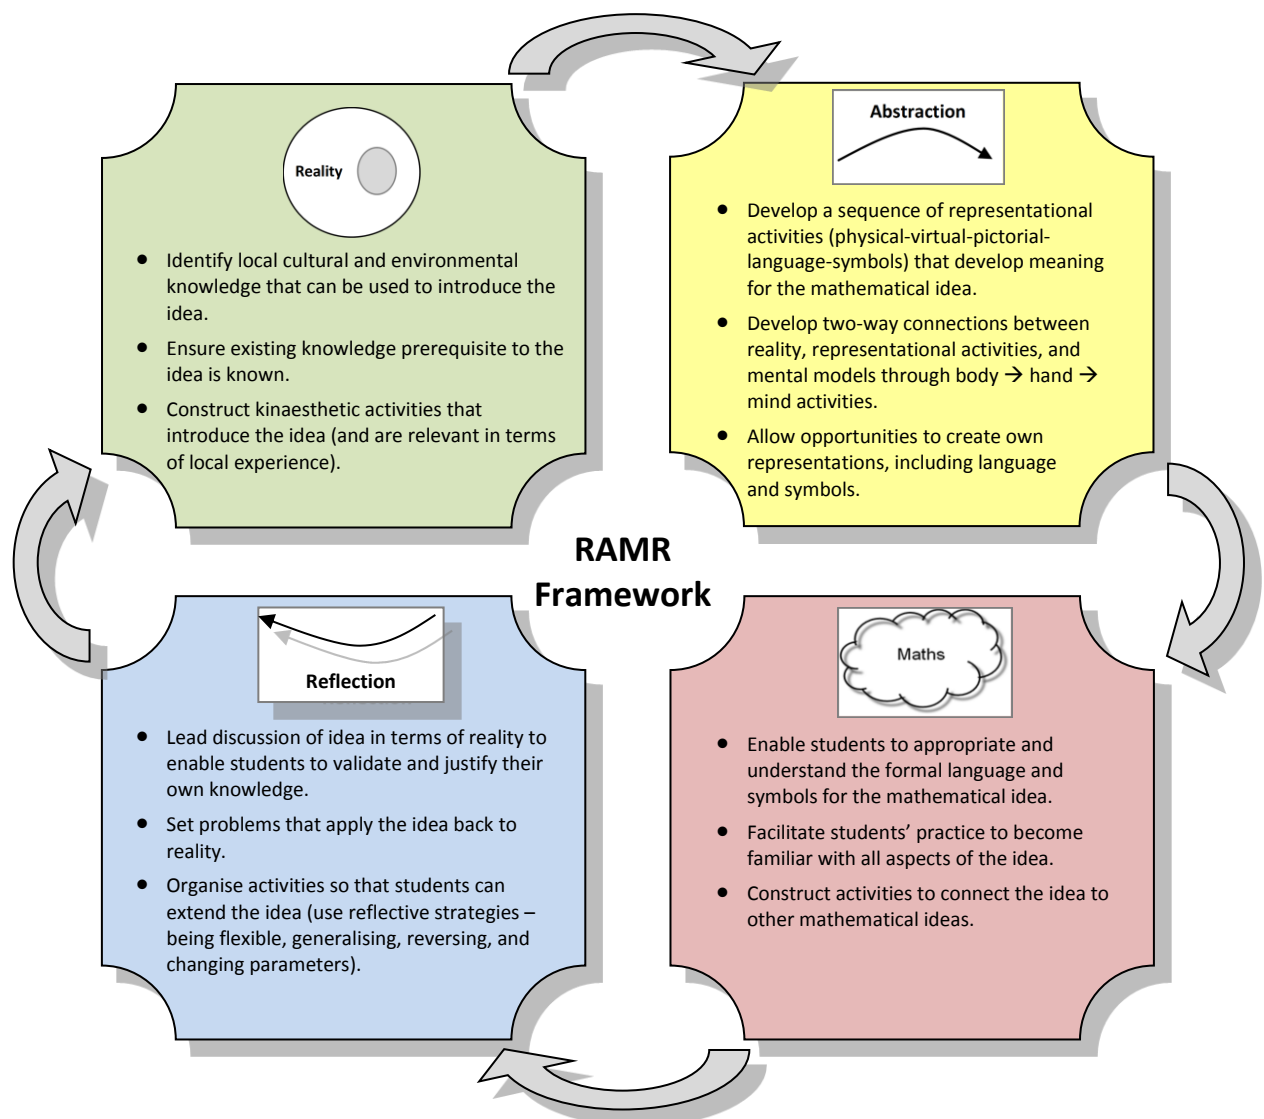 Reality
• Identify local cultural and environmental
knowledge that can be used to introduce the
idea.
• Ensure existing knowledge prerequisite to the
idea is known.
• Construct kinaesthetic activities that
introduce the idea (and are relevant in terms
of local experience).
Abstraction
• Develop a sequence of representational
activities (physical-virtual-pictorial-
language-symbols) that develop meaning
for the mathematical idea.
• Develop two-way connections between
reality, representational activities, and
mental models through body → hand →
mind activities.
• Allow opportunities to create own
representations, including language
and symbols.
RAMR
Framework
Reflection
• Lead discussion of idea in terms of reality to
enable students to validate and justify their
own knowledge.
• Set problems that apply the idea back to
reality.
• Organise activities so that students can
extend the idea (use reflective strategies –
being flexible, generalising, reversing, and
changing parameters).
Maths
• Enable students to appropriate and
understand the formal language and
symbols for the mathematical idea.
• Facilitate students’ practice to become
familiar with all aspects of the idea.
• Construct activities to connect the idea to
other mathematical ideas.